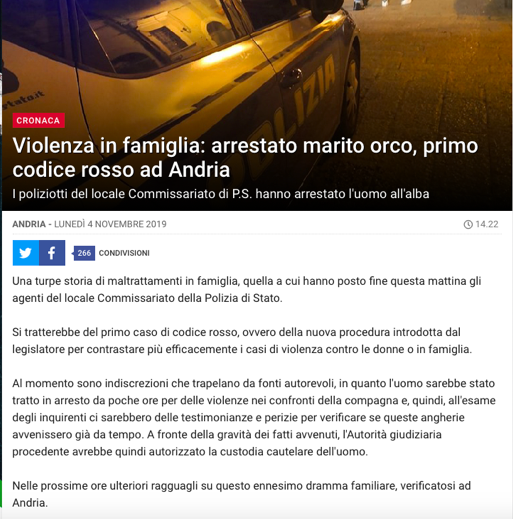 rtato.it
POLIZIA
CRONACA
Violenza in famiglia: arrestato marito orco, primo
codice rosso ad Andria
I poliziotti del locale Commissariato di P.S. hanno arrestato l'uomo all'alba
ANDRIA - LUNEDÌ 4 NOVEMBRE 2019 14.22
266 CONDIVISIONI
Una turpe storia di maltrattamenti in famiglia, quella a cui hanno posto fine questa mattina gli
agenti del locale Commissariato della Polizia di Stato.
Si tratterebbe del primo caso di codice rosso, ovvero della nuova procedura introdotta dal
legislatore per contrastare più efficacemente i casi di violenza contro le donne o in famiglia.
Al momento sono indiscrezioni che trapelano da fonti autorevoli, in quanto l'uomo sarebbe stato
tratto in arresto da poche ore per delle violenze nei confronti della compagna e, quindi, all'esame
degli inquirenti ci sarebbero delle testimonianze e perizie per verificare se queste angherie
avvenissero già da tempo. A fronte della gravità dei fatti avvenuti, l'Autorità giudiziaria
procedente avrebbe quindi autorizzato la custodia cautelare dell'uomo.
Nelle prossime ore ulteriori ragguagli su questo ennesimo dramma familiare, verificatosi ad
Andria.